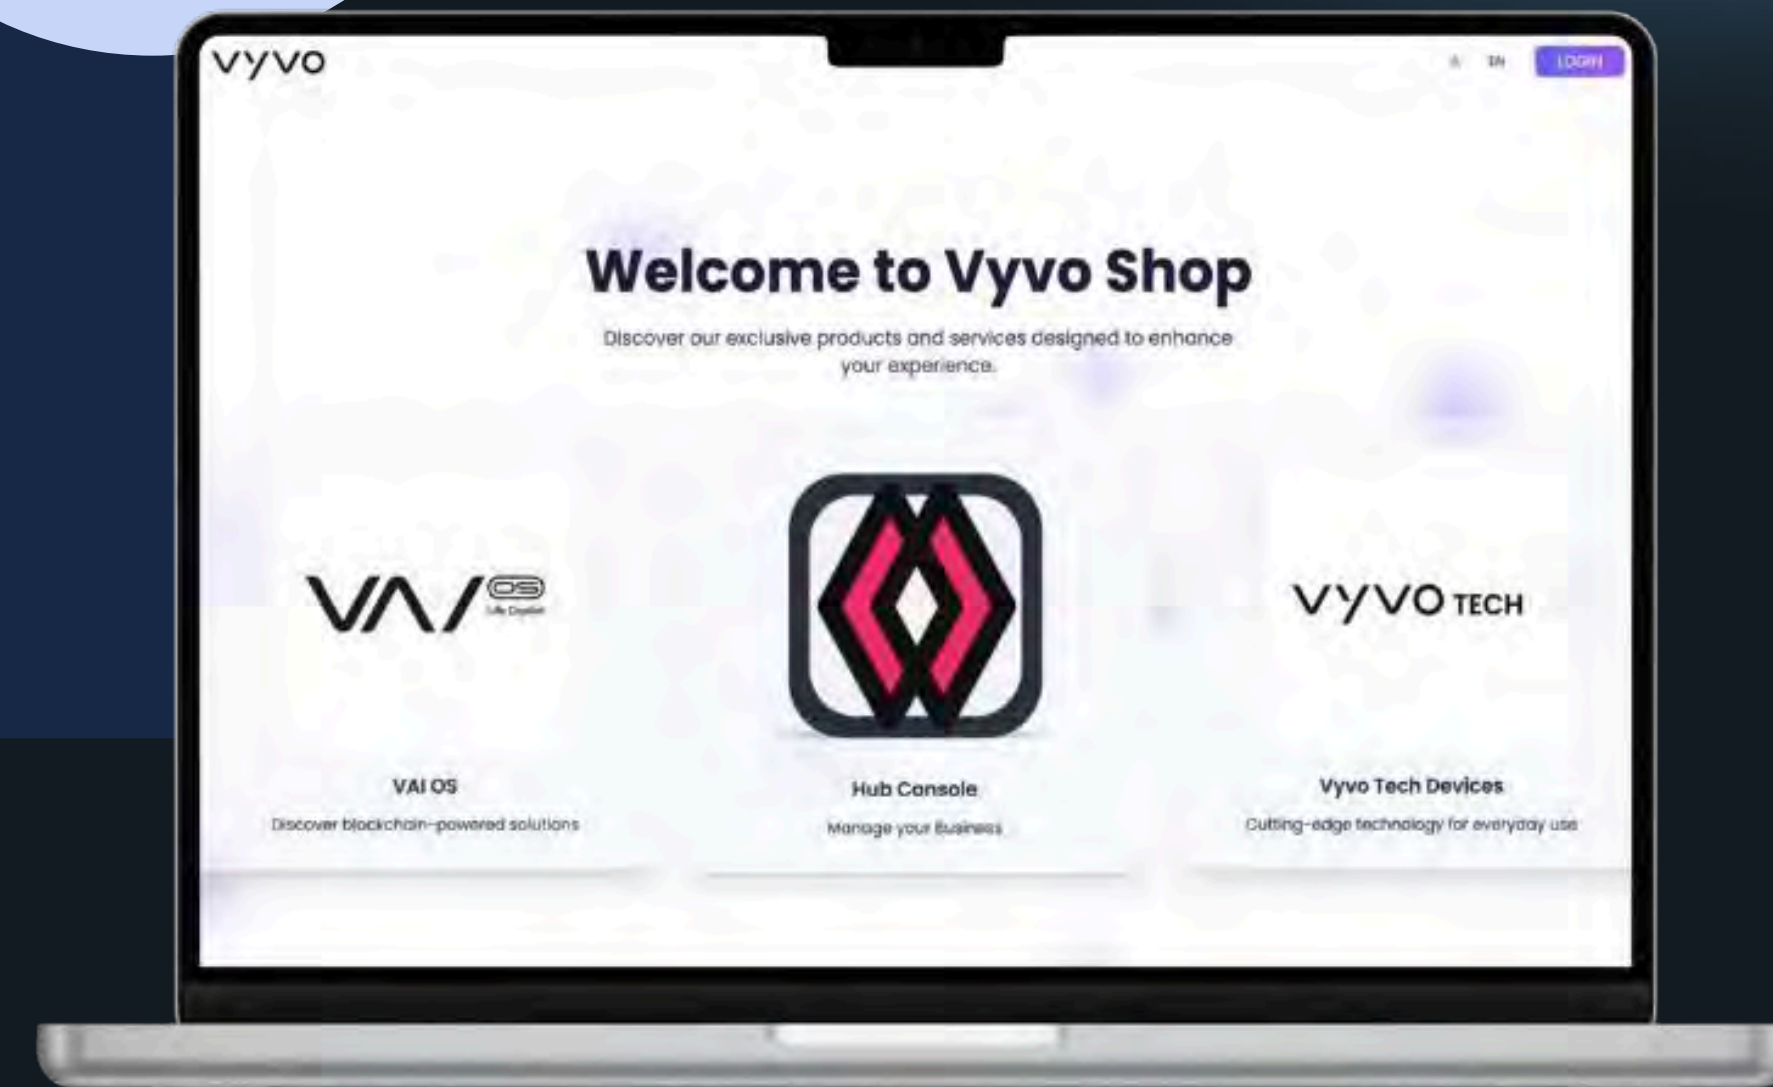 VYVO
EN
LOGIN
Welcome to Vyvo Shop
Discover our exclusive products and services designed to enhance
your experience.
VAI OS
VYVO TECH
VAI OS
Hub Console
Vyvo Tech Devices
Discover blockchain-powered solutions
Manage your Business
Cutting-edge technology for everyday use